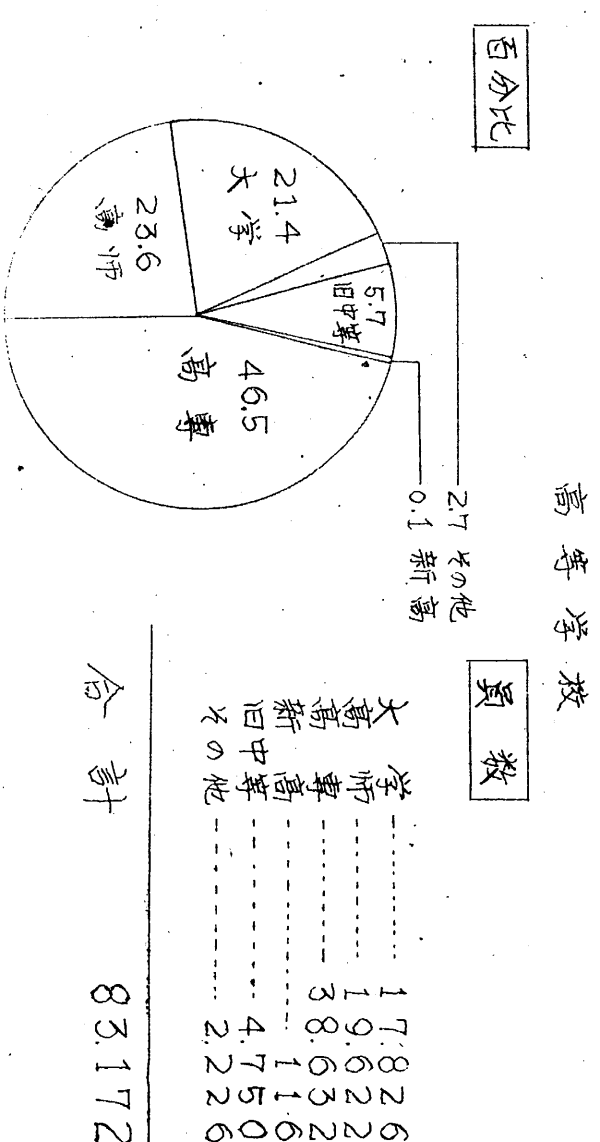 高等学校
百分比
2.7 その他
0.1 新高
5.7
旧中等
21.4
大学
46.5
高専
23.6
高師
員数
大学 ---------- 17.826
高師 ---------- 19.622
高専 ---------- 38.632
新高 ---------- 116
旧中等 ---------- 4.750
その他 ---------- 2.226
合計 83.172